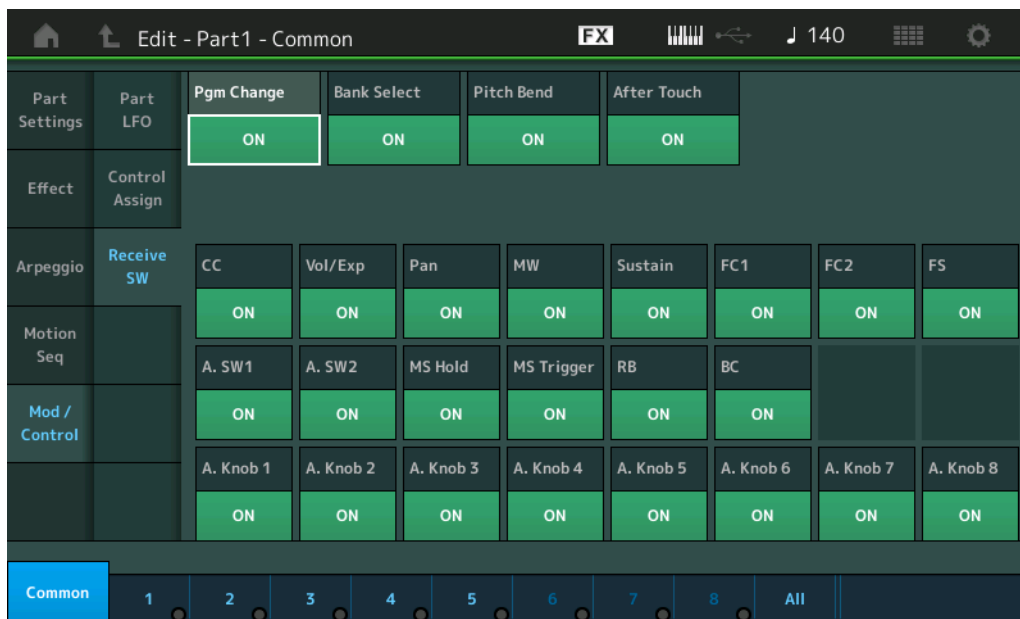 Edit - Part1 - Common FX 140
Part Settings
Effect
Arpeggio
Motion Seq
Mod / Control
Part LFO
Control Assign
Receive SW
Pgm Change Bank Select Pitch Bend After Touch
ON ON ON ON
CC Vol/Exp Pan MW Sustain FC1 FC2 FS
ON ON ON ON ON ON ON ON
A. SW1 A. SW2 MS Hold MS Trigger RB BC
ON ON ON ON ON ON
A. Knob 1 A. Knob 2 A. Knob 3 A. Knob 4 A. Knob 5 A. Knob 6 A. Knob 7 A. Knob 8
ON ON ON ON ON ON ON ON
Common 1 2 3 4 5 6 7 8 All